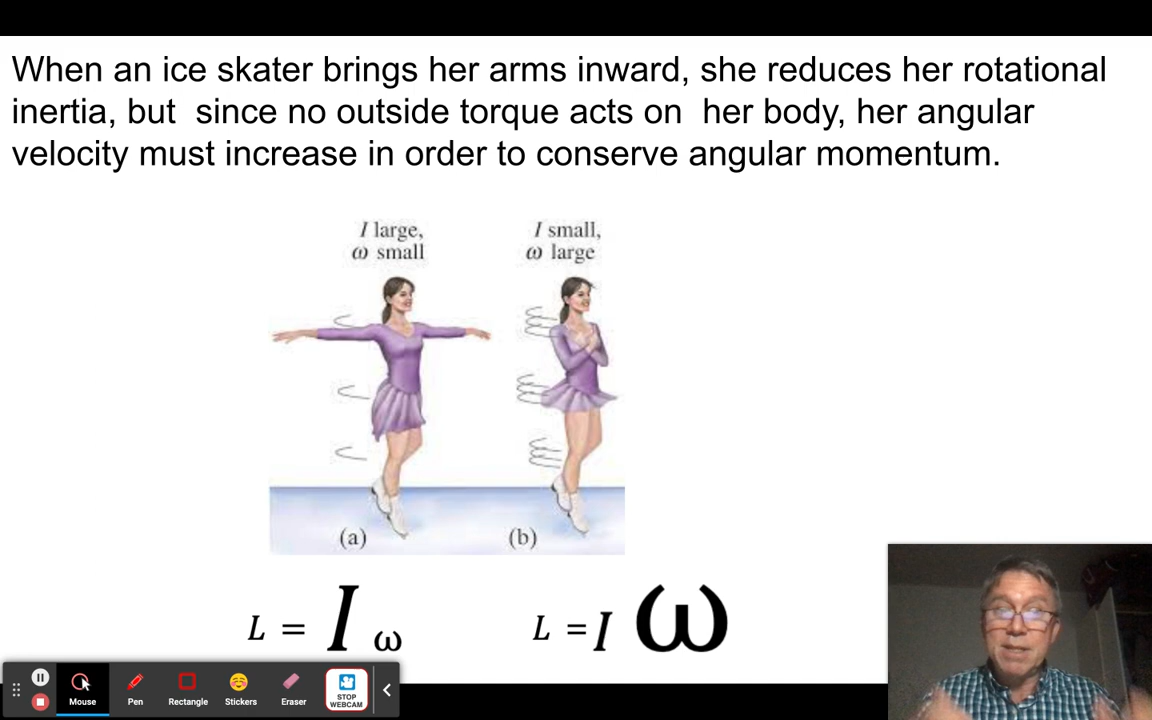 When an ice skater brings her arms inward, she reduces her rotational
inertia, but  since no outside torque acts on  her body, her angular
velocity must increase in order to conserve angular momentum.
I large,
ω small
I small,
ω large
(a)
(b)
L = I ω
L = I ω
Mouse
Pen
Rectangle
Stickers
Eraser
STOP
WEBCAM